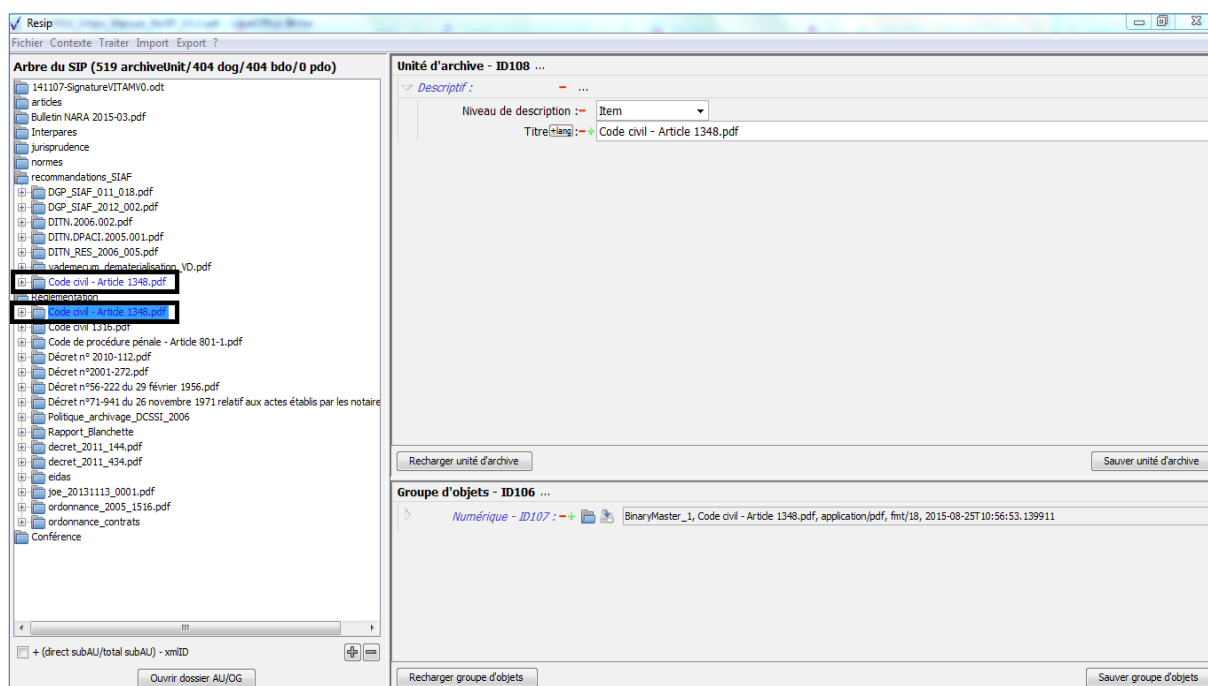 Resip
Fichier Contexte Traiter Import Export ?
Arbre du SIP (519 archiveUnit/404 dog/404 bdo/0 pdo)
141107-SignatureVITAMV0.odt
articles
Bulletin NARA 2015-03.pdf
Interpares
jurisprudence
normes
recommandations_SIAF
DGP_SIAF_011_018.pdf
DGP_SIAF_2012_002.pdf
DITN.2006.002.pdf
DITN.DPACI.2005.001.pdf
DITN_RES_2006_005.pdf
vademecum_dematerialisation_VD.pdf
Code civil - Article 1348.pdf
Réglementation
Code civil - Article 1348.pdf
Code civil 1316.pdf
Code de procédure pénale - Article 801-1.pdf
Décret n° 2010-112.pdf
Décret n°2001-272.pdf
Décret n°56-222 du 29 février 1956.pdf
Décret n°71-941 du 26 novembre 1971 relatif aux actes établis par les notaire
Politique_archivage_DCSSI_2006
Rapport_Blanchette
decret_2011_144.pdf
decret_2011_434.pdf
eidas
joe_20131113_0001.pdf
ordonnance_2005_1516.pdf
ordonnance_contrats
Conférence
+ (direct subAU/total subAU) - xmlID
Ouvrir dossier AU/OG
Unité d'archive - ID108 ...
Descriptif : - ...
Niveau de description :- Item
Titre +lang :-+ Code civil - Article 1348.pdf
Recharger unité d'archive Sauver unité d'archive
Groupe d'objets - ID106 ...
Numérique - ID107 : -+ BinaryMaster_1, Code civil - Article 1348.pdf, application/pdf, fmt/18, 2015-08-25T10:56:53.139911
Recharger groupe d'objets Sauver groupe d'objets